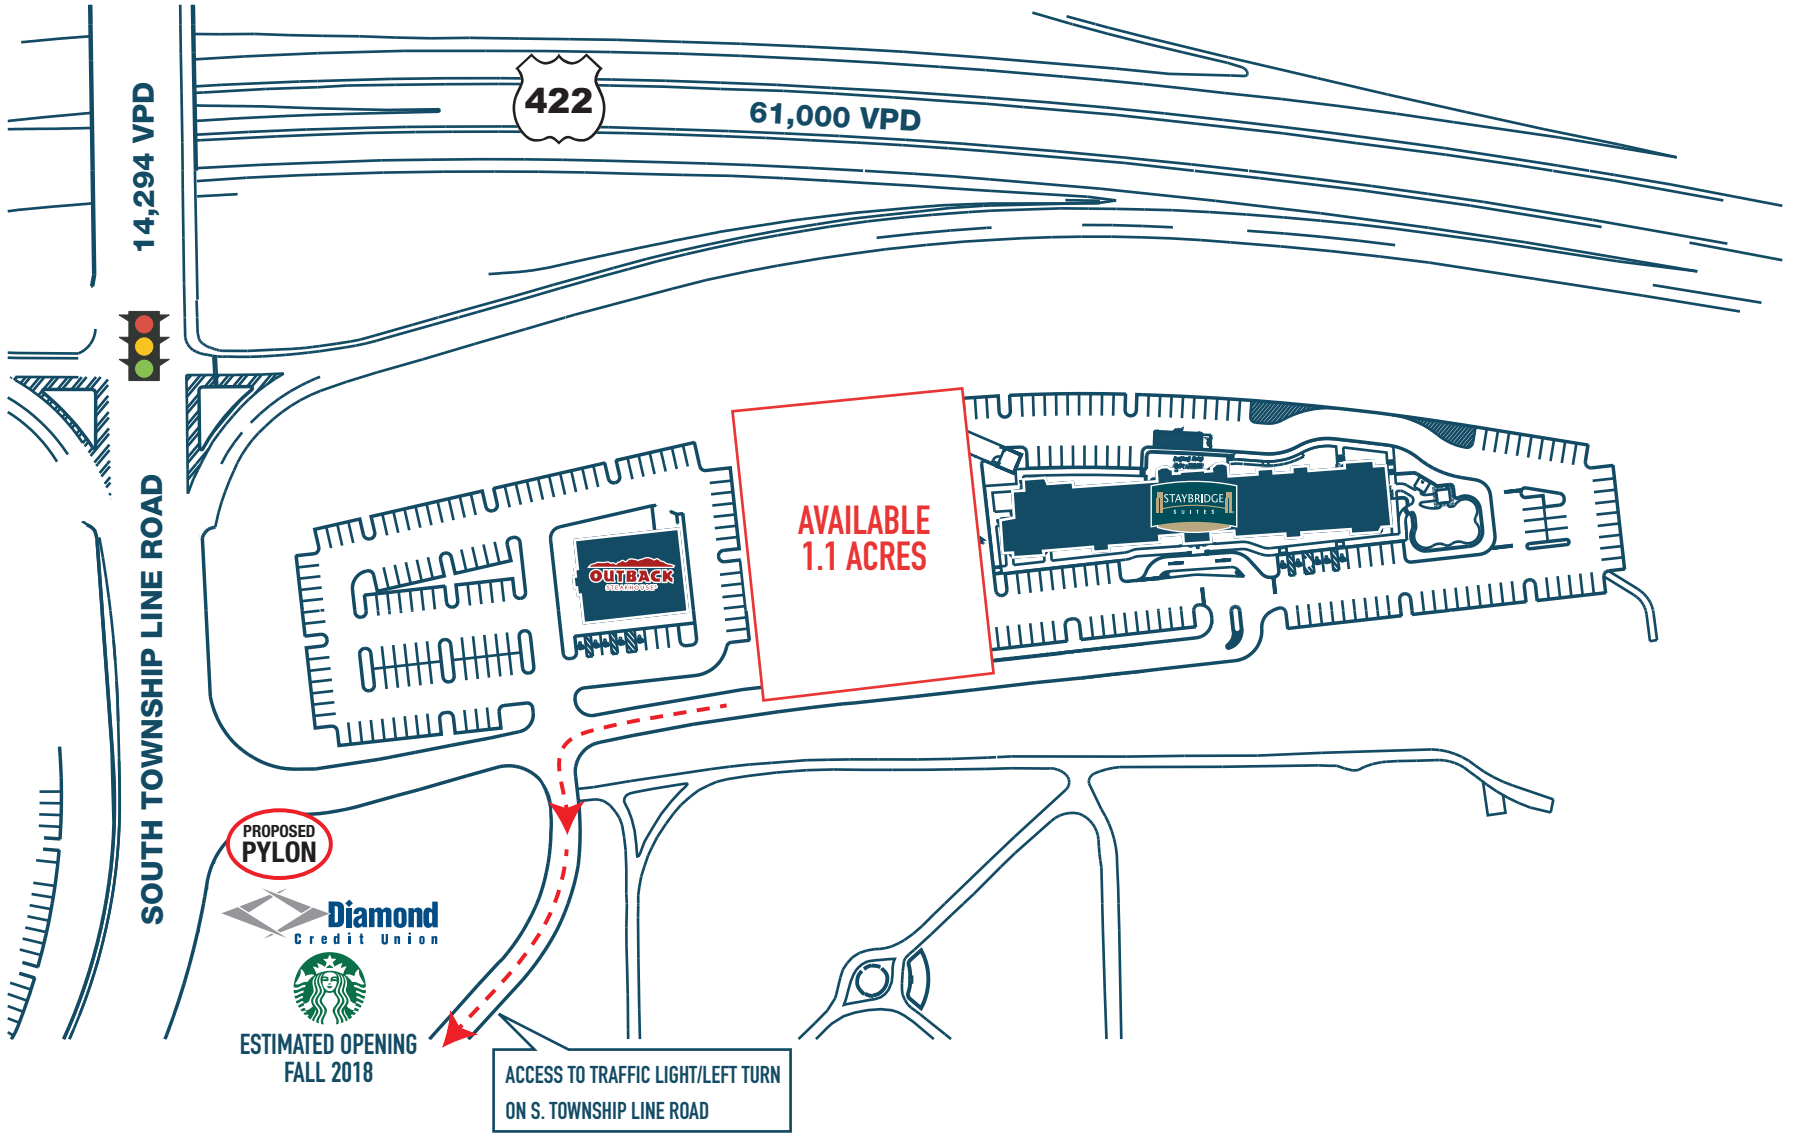 422
61,000 VPD
14,294 VPD
SOUTH TOWNSHIP LINE ROAD
AVAILABLE
1.1 ACRES
STAYBRIDGE
SUITES
OUTBACK
STEAKHOUSE
PROPOSED
PYLON
Diamond
Credit Union
ESTIMATED OPENING
FALL 2018
ACCESS TO TRAFFIC LIGHT/LEFT TURN
ON S. TOWNSHIP LINE ROAD